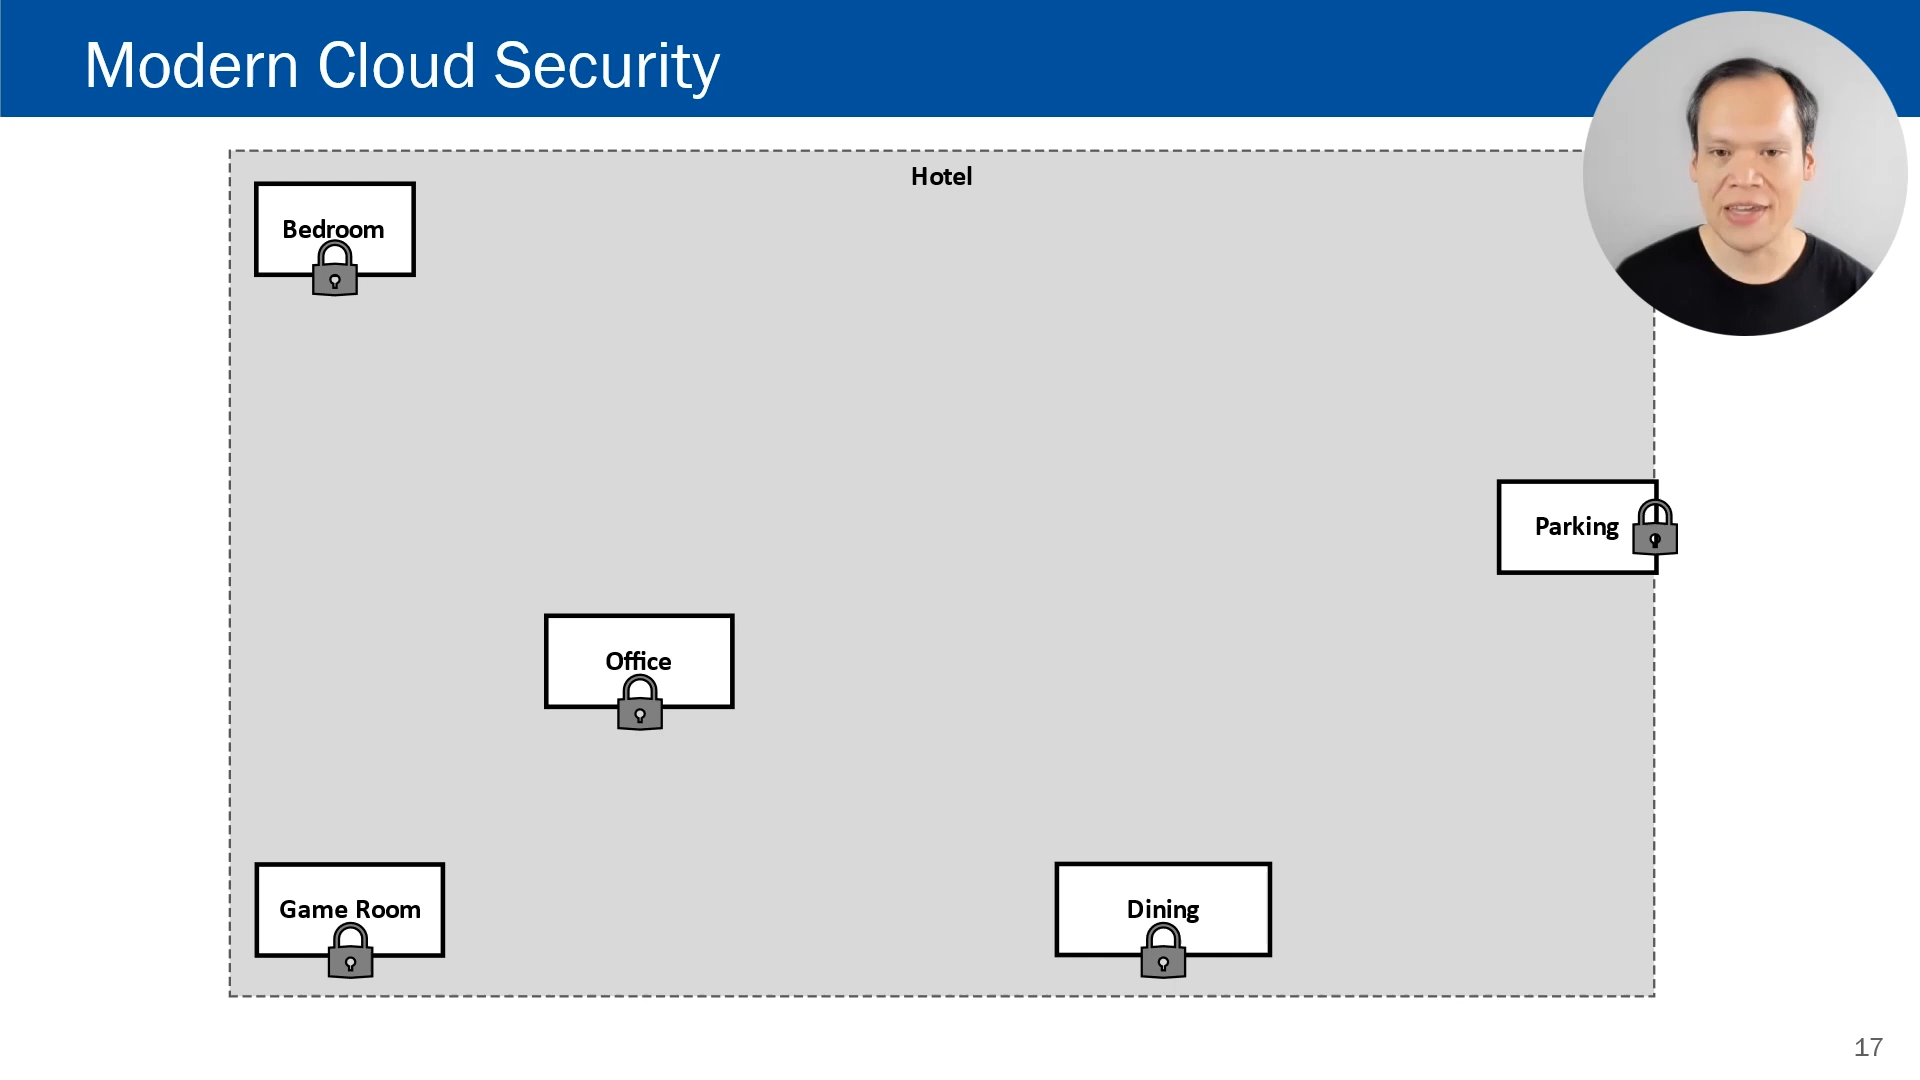 Modern Cloud Security
Hotel
Bedroom
Parking
Office
Game Room
Dining
17